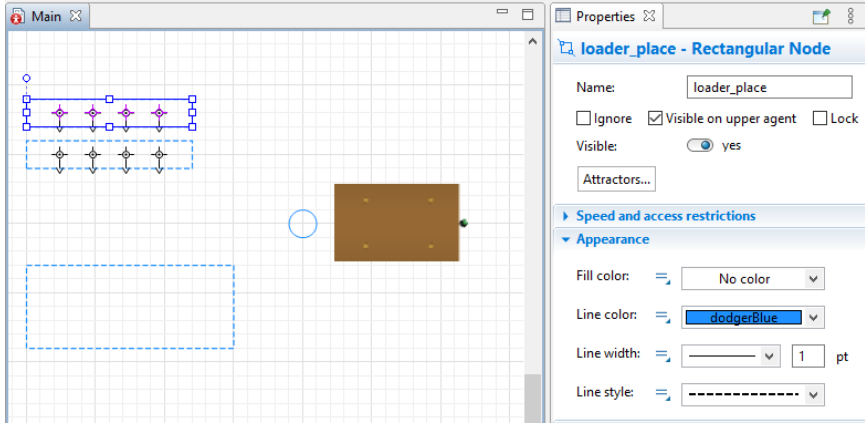 Main
Properties
loader_place - Rectangular Node
Name: loader_place
Ignore Visible on upper agent Lock
Visible: yes
Attractors...
Speed and access restrictions
Appearance
Fill color: No color
Line color: dodgerBlue
Line width: 1 pt
Line style: